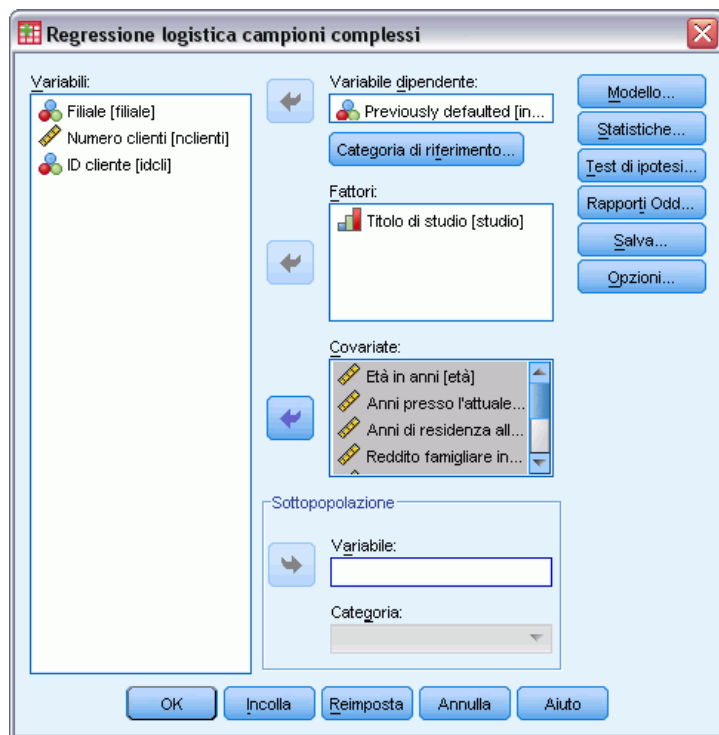 Regressione logistica campioni complessi
Variabili:
Filiale [filiale]
Numero clienti [nclienti]
ID cliente [idcli]
Variabile dipendente:
Previously defaulted [in...
Categoria di riferimento...
Fattori:
Titolo di studio [studio]
Covariate:
Età in anni [età]
Anni presso l'attuale...
Anni di residenza all...
Reddito famigliare in...
Sottopopolazione
Variabile:
Categoria:
Modello...
Statistiche...
Test di ipotesi...
Rapporti Odd...
Salva...
Opzioni...
OK
Incolla
Reimposta
Annulla
Aiuto